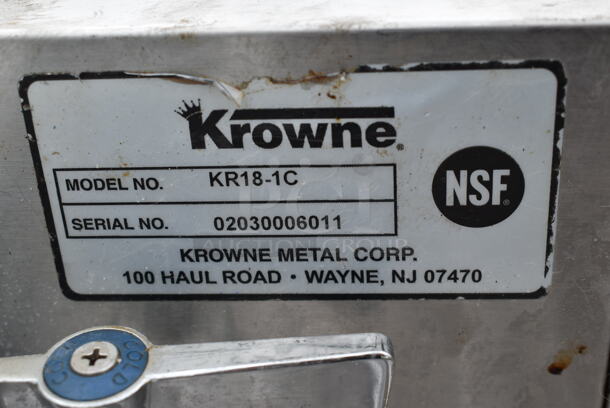 Krowne®
MODEL NO. KR18-1C
SERIAL NO. 02030006011
NSF®
KROWNE METAL CORP.
100 HAUL ROAD • WAYNE, NJ 07470
COLD